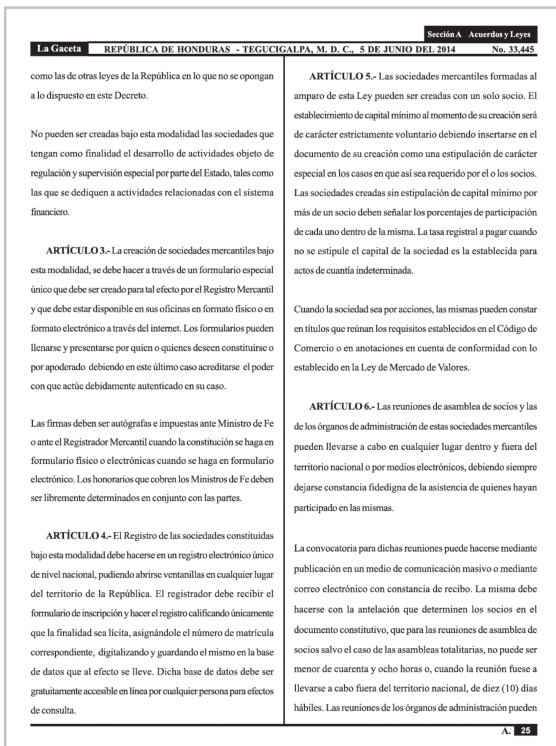 Sección A Acuerdos y Leyes
La Gaceta REPÚBLICA DE HONDURAS - TEGUCIGALPA, M. D. C., 5 DE JUNIO DEL 2014 No. 33,445
como las de otras leyes de la República en lo que no se opongan
a lo dispuesto en este Decreto.
No pueden ser creadas bajo esta modalidad las sociedades que
tengan como finalidad el desarrollo de actividades objeto de
regulación y supervisión especial por parte del Estado, tales como
las que se dediquen a actividades relacionadas con el sistema
financiero.
ARTÍCULO 3.- La creación de sociedades mercantiles bajo
esta modalidad, se debe hacer a través de un formulario especial
único que debe ser creado para tal efecto por el Registro Mercantil
y que debe estar disponible en sus oficinas en formato físico o en
formato electrónico a través del internet. Los formularios pueden
llenarse y presentarse por quien o quienes deseen constituirse o
por apoderado debiendo en este último caso acreditarse el poder
con que actúe debidamente autenticado en su caso.
Las firmas deben ser autógrafas e impuestas ante Ministro de Fe
o ante el Registrador Mercantil cuando la constitución se haga en
formulario físico o electrónicas cuando se haga en formulario
electrónico. Los honorarios que cobren los Ministros de Fe deben
ser libremente determinados en conjunto con las partes.
ARTÍCULO 4.- El Registro de las sociedades constituidas
bajo esta modalidad debe hacerse en un registro electrónico único
de nivel nacional, pudiendo abrirse ventanillas en cualquier lugar
del territorio de la República. El registrador debe recibir el
formulario de inscripción y hacer el registro calificando únicamente
que la finalidad sea lícita, asignándole el número de matrícula
correspondiente, digitalizando y guardando el mismo en la base
de datos que al efecto se lleve. Dicha base de datos debe ser
gratuitamente accesible en línea por cualquier persona para efectos
de consulta.
ARTÍCULO 5.- Las sociedades mercantiles formadas al
amparo de esta Ley pueden ser creadas con un solo socio. El
establecimiento de capital mínimo al momento de su creación será
de carácter estrictamente voluntario debiendo insertarse en el
documento de su creación como una estipulación de carácter
especial en los casos en que así sea requerido por el o los socios.
Las sociedades creadas sin estipulación de capital mínimo por
más de un socio deben señalar los porcentajes de participación
de cada uno dentro de la misma. La tasa registral a pagar cuando
no se estipule el capital de la sociedad es la establecida para
actos de cuantía indeterminada.
Cuando la sociedad sea por acciones, las mismas pueden constar
en títulos que reúnan los requisitos establecidos en el Código de
Comercio o en anotaciones en cuenta de conformidad con lo
establecido en la Ley de Mercado de Valores.
ARTÍCULO 6.- Las reuniones de asamblea de socios y las
de los órganos de administración de estas sociedades mercantiles
pueden llevarse a cabo en cualquier lugar dentro y fuera del
territorio nacional o por medios electrónicos, debiendo siempre
dejarse constancia fidedigna de la asistencia de quienes hayan
participado en las mismas.
La convocatoria para dichas reuniones puede hacerse mediante
publicación en un medio de comunicación masivo o mediante
correo electrónico con constancia de recibo. La misma debe
hacerse con la antelación que determinen los socios en el
documento constitutivo, que para las reuniones de asamblea de
socios salvo el caso de las asambleas totalitarias, no puede ser
menor de cuarenta y ocho horas o, cuando la reunión fuese a
llevarse a cabo fuera del territorio nacional, de diez (10) días
hábiles. Las reuniones de los órganos de administración pueden
A. 25